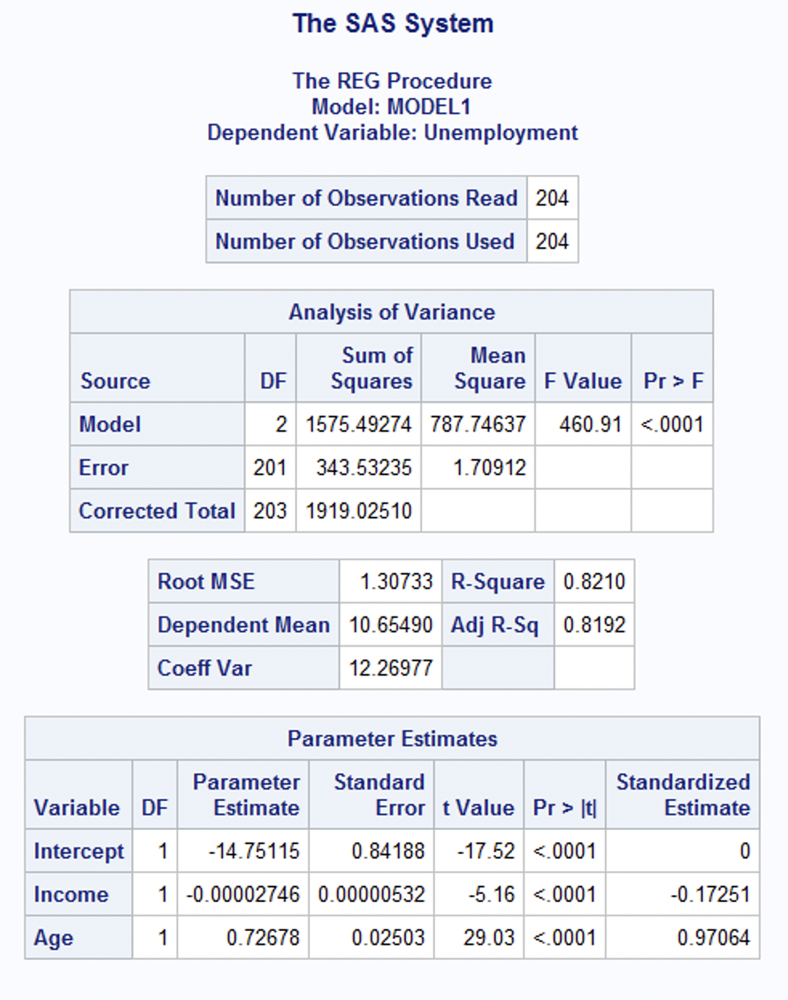 The SAS System
The REG Procedure
Model: MODEL1
Dependent Variable: Unemployment
Number of Observations Read 204
Number of Observations Used 204
Analysis of Variance
Source DF Sum of Squares Mean Square F Value Pr > F
Model 2 1575.49274 787.74637 460.91 <.0001
Error 201 343.53235 1.70912
Corrected Total 203 1919.02510
Root MSE 1.30733 R-Square 0.8210
Dependent Mean 10.65490 Adj R-Sq 0.8192
Coeff Var 12.26977
Parameter Estimates
Variable DF Parameter Estimate Standard Error t Value Pr > |t| Standardized Estimate
Intercept 1 -14.75115 0.84188 -17.52 <.0001 0
Income 1 -0.00002746 0.00000532 -5.16 <.0001 -0.17251
Age 1 0.72678 0.02503 29.03 <.0001 0.97064